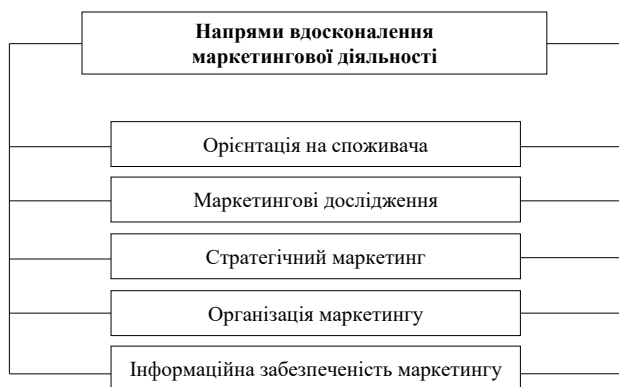 Напрями вдосконалення
маркетингової діяльності
Орієнтація на споживача
Маркетингові дослідження
Стратегічний маркетинг
Організація маркетингу
Інформаційна забезпеченість маркетингу